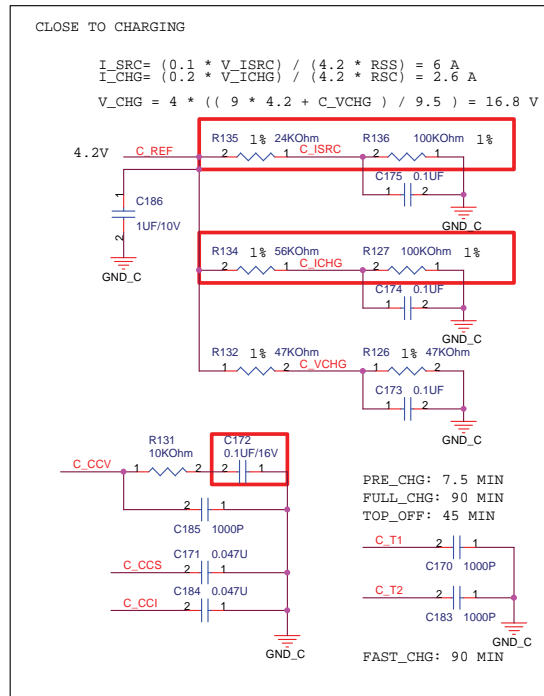 CLOSE TO CHARGING
I_SRC= (0.1 * V_ISRC) / (4.2 * RSS) = 6 A
I_CHG= (0.2 * V_ICHG) / (4.2 * RSC) = 2.6 A
V_CHG = 4 * (( 9 * 4.2 + C_VCHG ) / 9.5 ) = 16.8 V
R135 1% 24KOhm R136 100KOhm 1%
4.2V C_REF 2 1 C_ISRC 2 1
C175 0.1UF
1 2
1
C186
1UF/10V
2
GND_C
GND_C
R134 1% 56KOhm R127 100KOhm 1%
2 1 C_ICHG 2 1
C174 0.1UF
1 2
GND_C
R132 1% 47KOhm R126 1% 47KOhm
1 2 C_VCHG 1 2
C173 0.1UF
1 2
GND_C
R131 C172
10KOhm 0.1UF/16V
C_CCV 1 2 2 1
2 1
C185 1000P
C171 0.047U
C_CCS 2 1
C184 0.047U
C_CCI 2 1
GND_C
PRE_CHG: 7.5 MIN
FULL_CHG: 90 MIN
TOP_OFF: 45 MIN
C_T1 2 1
C170 1000P
C_T2 2 1
C183 1000P
GND_C
FAST_CHG: 90 MIN